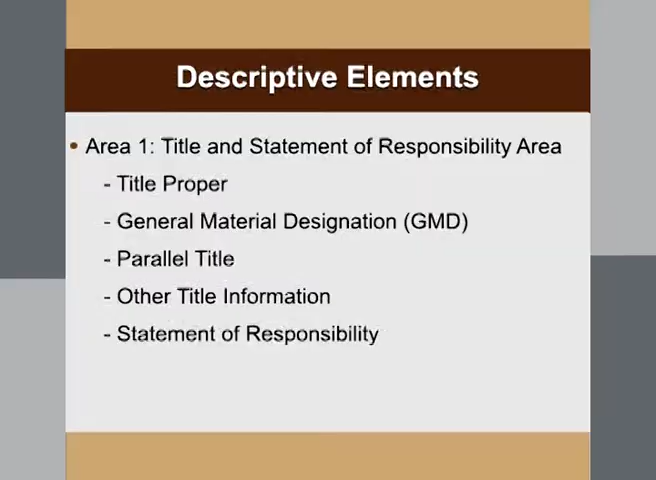 Descriptive Elements
• Area 1: Title and Statement of Responsibility Area
- Title Proper
- General Material Designation (GMD)
- Parallel Title
- Other Title Information
- Statement of Responsibility